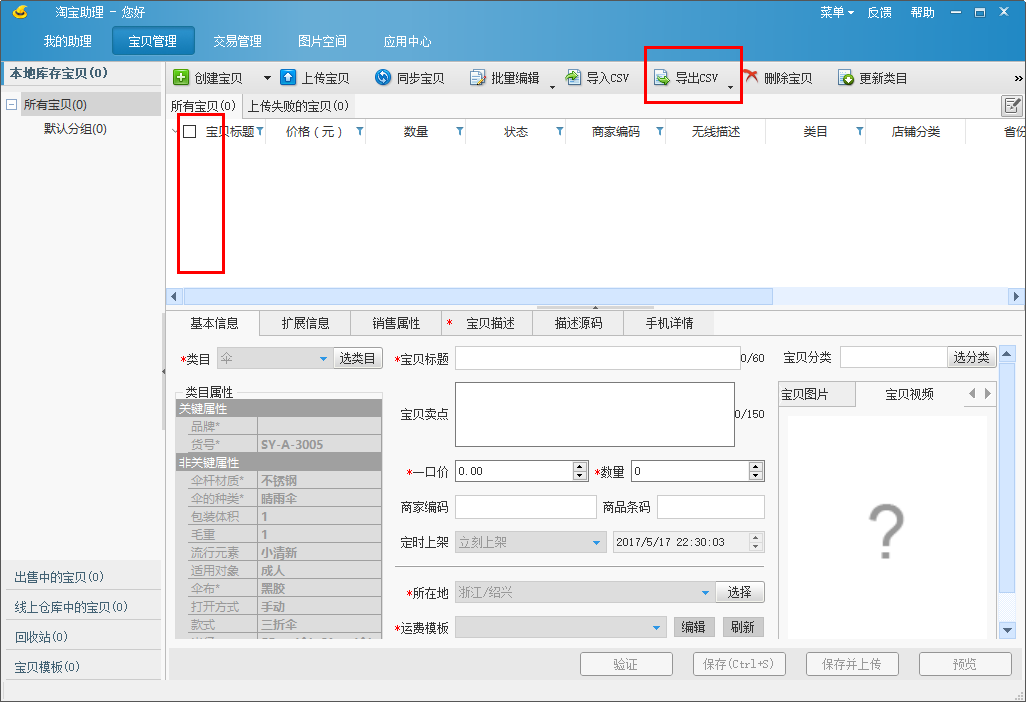 淘宝助理 - 您好 菜单 反馈 帮助
我的助理 宝贝管理 交易管理 图片空间 应用中心
本地库存宝贝(0)
所有宝贝(0)
默认分组(0)
出售中的宝贝(0)
线上仓库中的宝贝(0)
回收站(0)
宝贝模板(0)
创建宝贝 上传宝贝 同步宝贝 批量编辑 导入CSV 导出CSV 删除宝贝 更新类目 »
所有宝贝(0) 上传失败的宝贝(0)
宝贝标题 价格(元) 数量 状态 商家编码 无线描述 类目 店铺分类 省份
基本信息 扩展信息 销售属性 * 宝贝描述 描述源码 手机详情
*类目 伞 选类目
类目属性
关键属性
品牌*
货号* SY-A-3005
非关键属性
伞杆材质* 不锈钢
伞的种类* 晴雨伞
包装体积 1
毛重 1
流行元素 小清新
适用对象 成人
伞布* 黑胶
打开方式 手动
款式 三折伞
*宝贝标题 0/60
宝贝卖点 0/150
*一口价 0.00 *数量 0
商家编码 商品条码
定时上架 立刻上架 2017/5/17 22:30:03
*所在地 浙江/绍兴 选择
*运费模板 编辑 刷新
宝贝分类 选分类
宝贝图片 宝贝视频
?
验证 保存(Ctrl+S) 保存并上传 预览